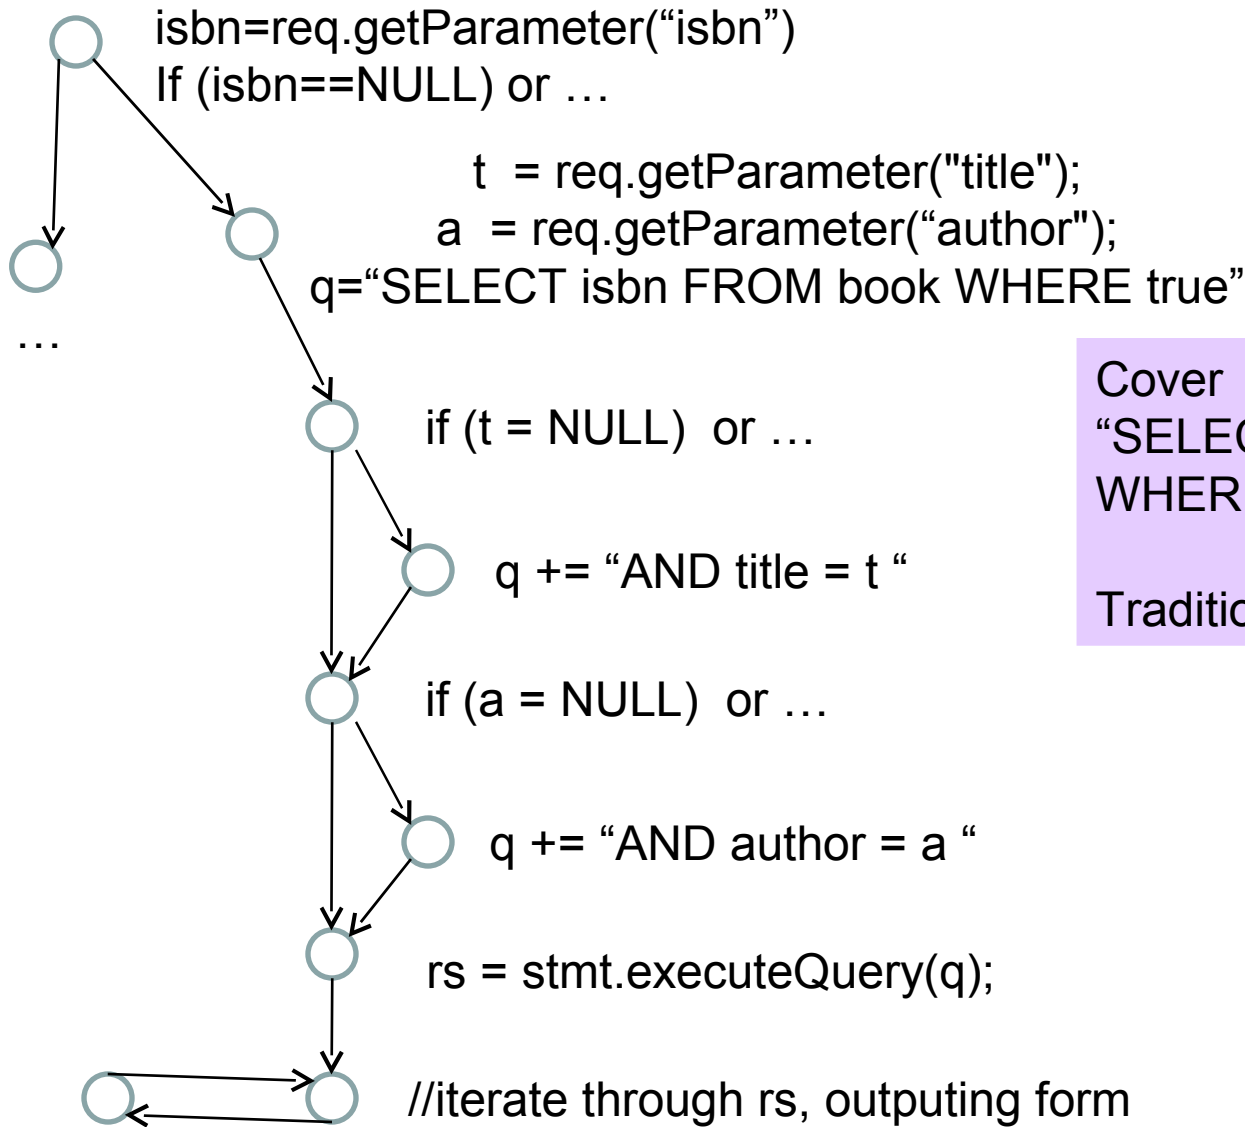 isbn=req.getParameter(“isbn”)
If (isbn==NULL) or …
t = req.getParameter("title");
a = req.getParameter(“author");
q=“SELECT isbn FROM book WHERE true”
…
Cover
if (t = NULL) or …
q += “AND title = t “
if (a = NULL) or …
q += “AND author = a “
rs = stmt.executeQuery(q);
//iterate through rs, outputing form